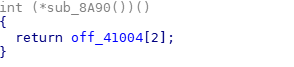 int (*sub_8A90())()
{
  return off_41004[2];
}